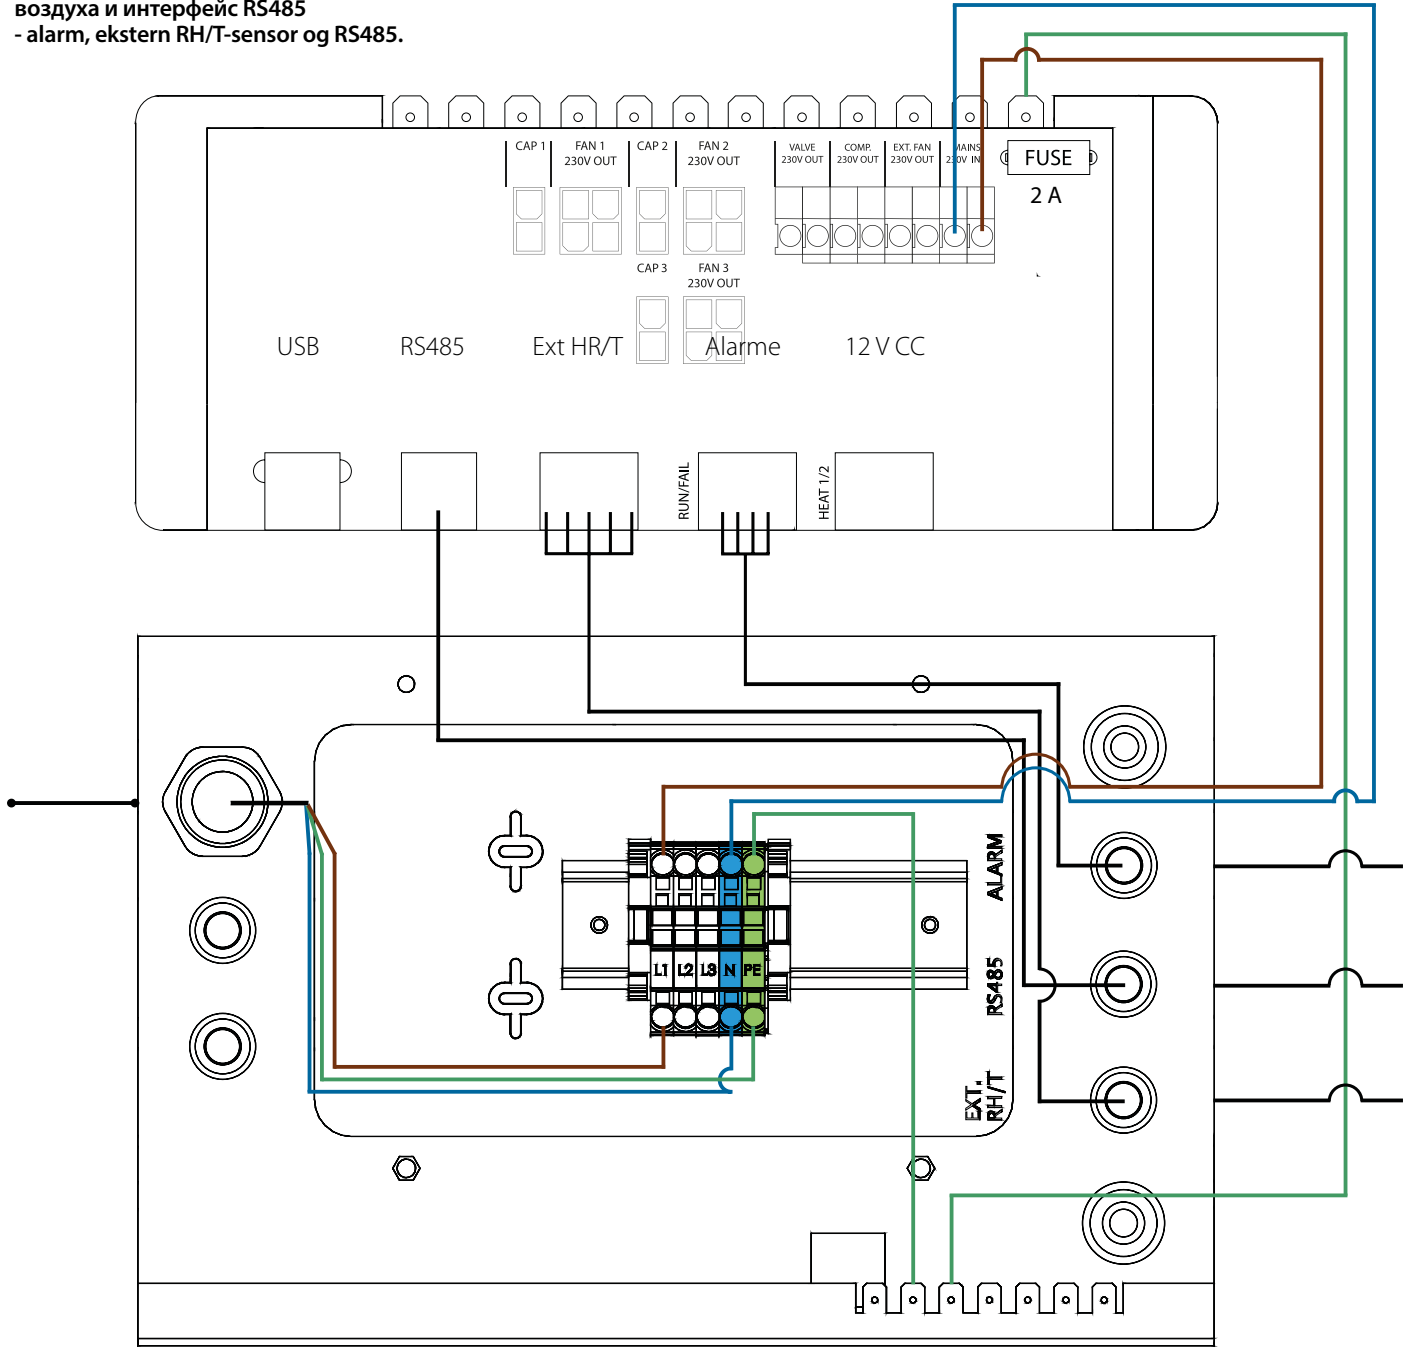 воздуха и интерфейс RS485
- alarm, ekstern RH/T-sensor og RS485.
CAP 1
FAN 1
230V OUT
CAP 2
FAN 2
230V OUT
VALVE
230V OUT
COMP.
230V OUT
EXT. FAN
230V OUT
MAINS
230V IN
FUSE
2 A
CAP 3
FAN 3
230V OUT
USB
RS485
Ext HR/T
Alarme
12 V CC
RUN/FAIL
HEAT 1/2
ALARM
L1
L2
L3
N
PE
RS485
EXT.
RH/T